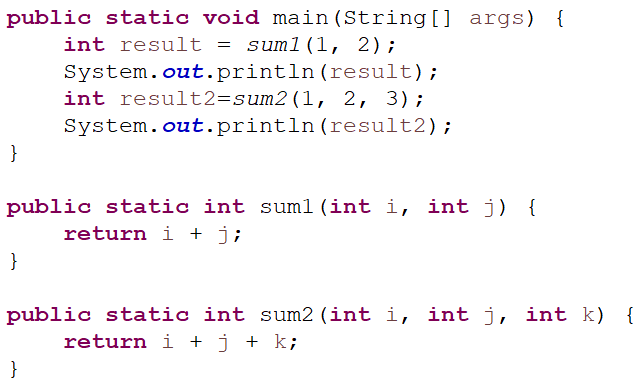 public static void main(String[] args) {
    int result = sum1(1, 2);
    System.out.println(result);
    int result2=sum2(1, 2, 3);
    System.out.println(result2);
}

public static int sum1(int i, int j) {
    return i + j;
}

public static int sum2(int i, int j, int k) {
    return i + j + k;
}